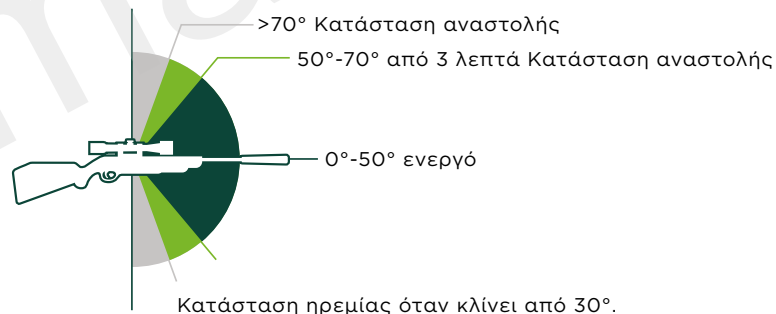 >70° Κατάσταση αναστολής
50°-70° από 3 λεπτά Κατάσταση αναστολής
0°-50° ενεργό
Κατάσταση ηρεμίας όταν κλίνει από 30°.